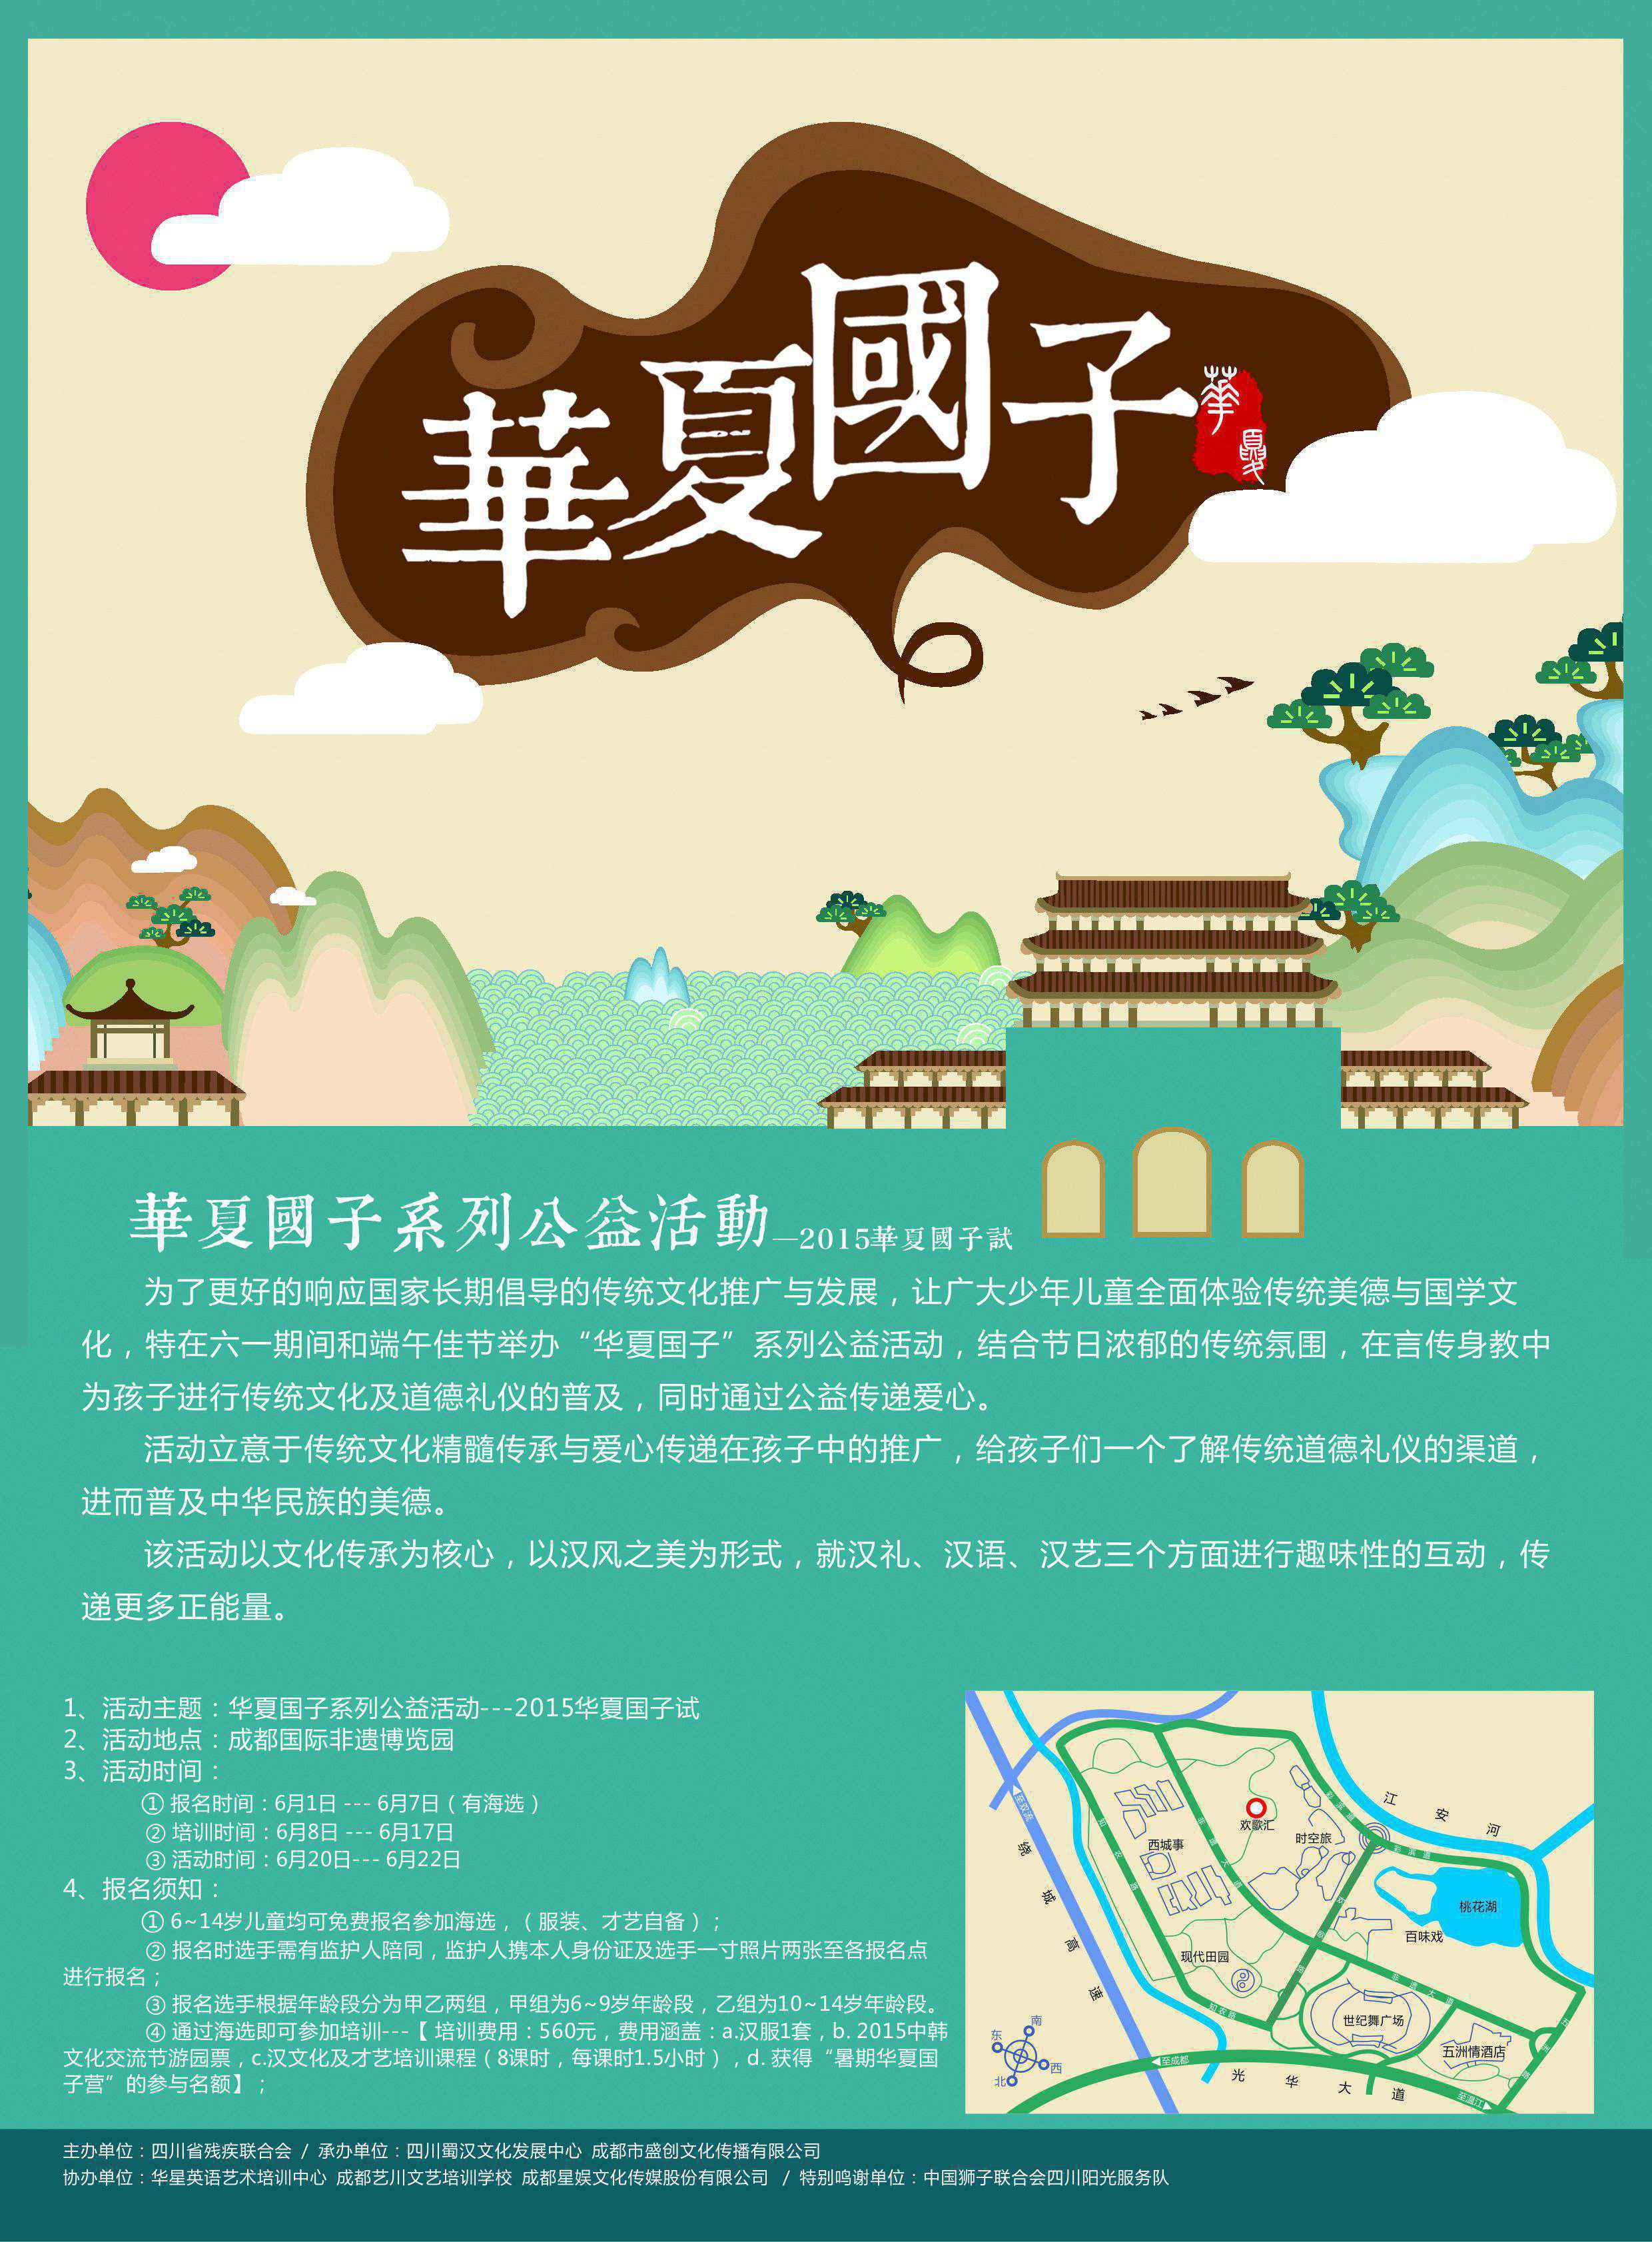 華夏國子
華夏
華夏國子系列公益活動—2015華夏國子試
为了更好的响应国家长期倡导的传统文化推广与发展，让广大少年儿童全面体验传统美德与国学文
化，特在六一期间和端午佳节举办“华夏国子”系列公益活动，结合节日浓郁的传统氛围，在言传身教中
为孩子进行传统文化及道德礼仪的普及，同时通过公益传递爱心。
活动立意于传统文化精髓传承与爱心传递在孩子中的推广，给孩子们一个了解传统道德礼仪的渠道，
进而普及中华民族的美德。
该活动以文化传承为核心，以汉风之美为形式，就汉礼、汉语、汉艺三个方面进行趣味性的互动，传
递更多正能量。
1、活动主题：华夏国子系列公益活动---2015华夏国子试
2、活动地点：成都国际非遗博览园
3、活动时间：
① 报名时间：6月1日 --- 6月7日（有海选）
② 培训时间：6月8日 --- 6月17日
③ 活动时间：6月20日--- 6月22日
4、报名须知：
① 6~14岁儿童均可免费报名参加海选，（服装、才艺自备）；
② 报名时选手需有监护人陪同，监护人携本人身份证及选手一寸照片两张至各报名点
进行报名；
③ 报名选手根据年龄段分为甲乙两组，甲组为6~9岁年龄段，乙组为10~14岁年龄段。
④ 通过海选即可参加培训---【 培训费用：560元，费用涵盖：a.汉服1套，b. 2015中韩
文化交流节游园票，c.汉文化及才艺培训课程（8课时，每课时1.5小时），d. 获得“暑期华夏国
子营”的参与名额】；
至双流
绕城高速
江安河
欢歌汇
时空旅
西城事
桃花湖
百味戏
现代田园
世纪舞广场
五洲情酒店
南
东
西
北
至成都
光华大道
至温江
主办单位：四川省残疾联合会 / 承办单位：四川蜀汉文化发展中心 成都市盛创文化传播有限公司
协办单位：华星英语艺术培训中心 成都艺川文艺培训学校 成都星娱文化传媒股份有限公司 / 特别鸣谢单位：中国狮子联合会四川阳光服务队